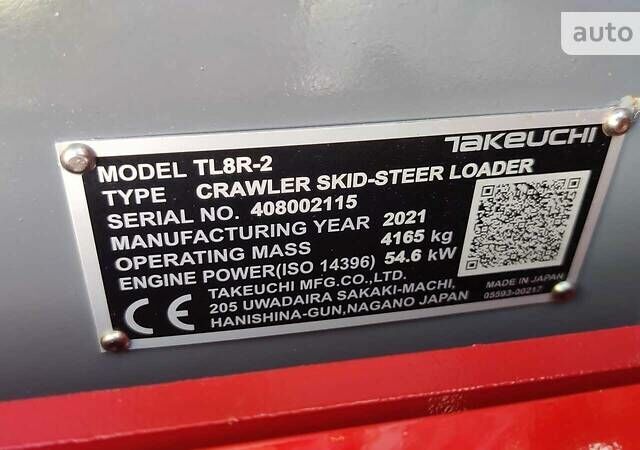 auto
TAKEUCHI
MODEL TL8R-2
TYPE CRAWLER SKID-STEER LOADER
SERIAL NO. 408002115
MANUFACTURING YEAR 2021
OPERATING MASS 4165 kg
ENGINE POWER(ISO 14396) 54.6 kW
TAKEUCHI MFG.CO.,LTD.
205 UWADAIRA SAKAKI-MACHI,
HANISHINA-GUN,NAGANO JAPAN
CE
MADE IN JAPAN
05593-00217